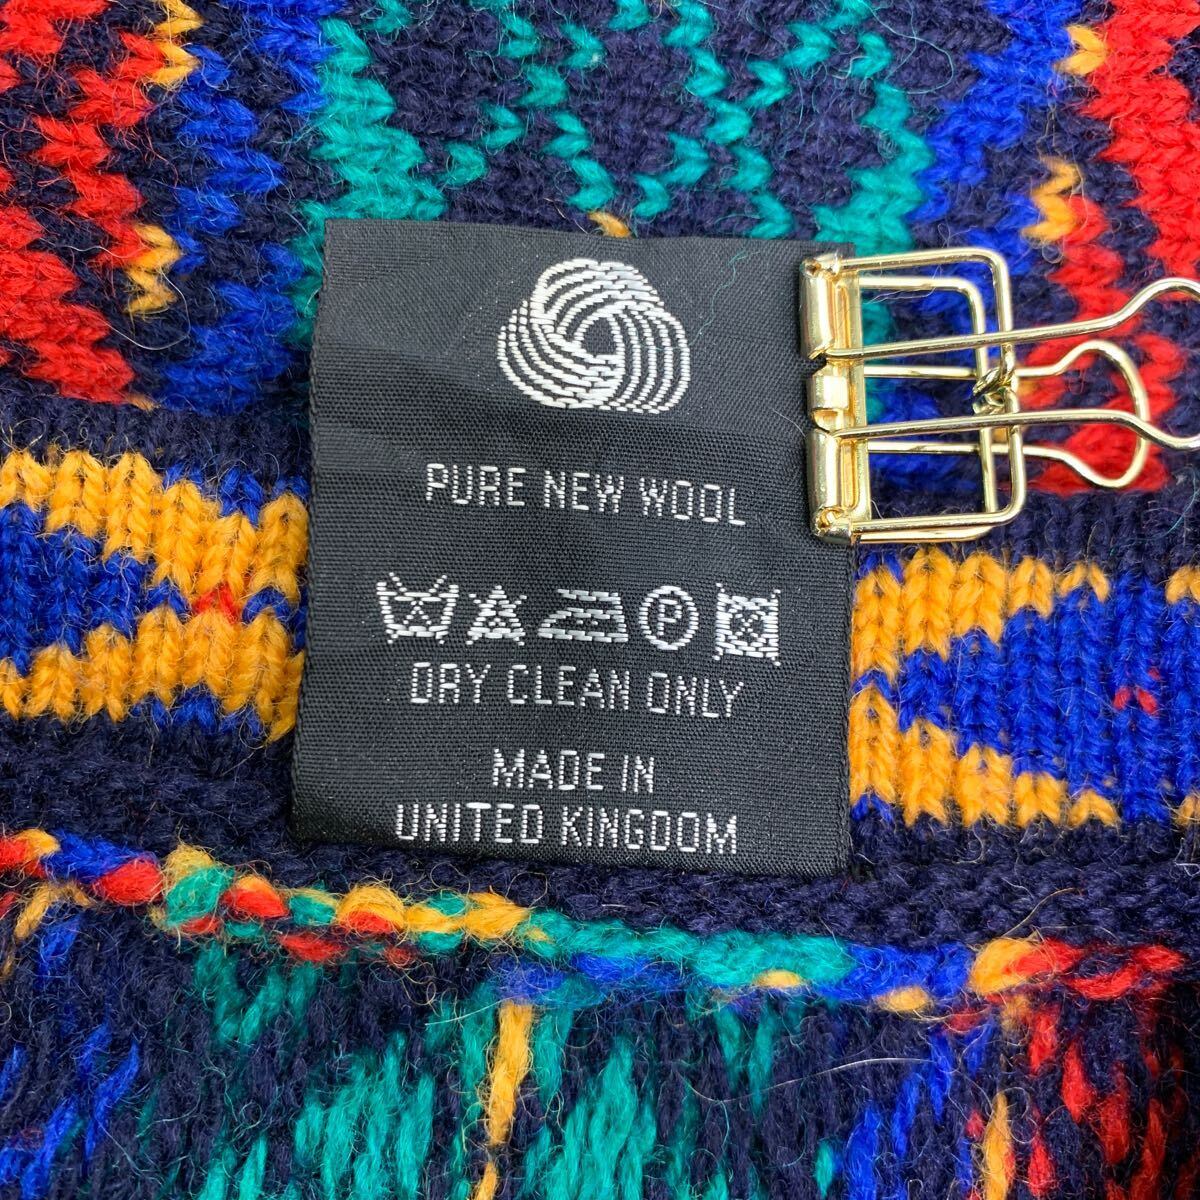 PURE NEW WOOL
P
DRY CLEAN ONLY
MADE IN
UNITED KINGDOM